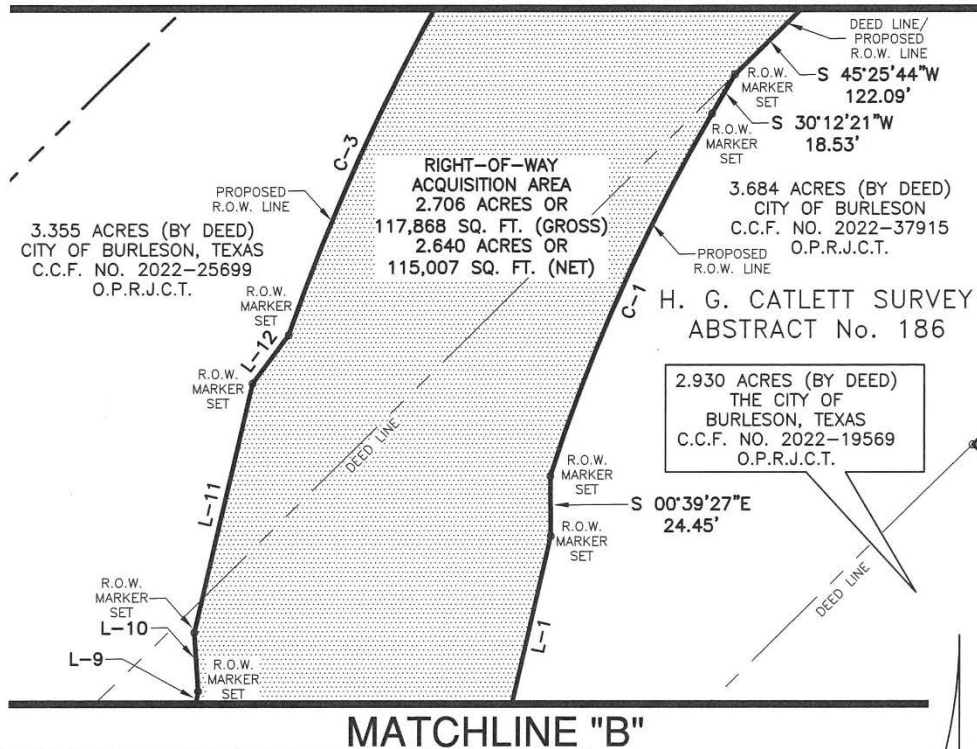 DEED LINE/
PROPOSED
R.O.W. LINE
S 45°25'44"W
122.09'
R.O.W.
MARKER
SET
S 30°12'21"W
18.53'
R.O.W.
MARKER
SET
C-3
RIGHT-OF-WAY
ACQUISITION AREA
2.706 ACRES OR
117,868 SQ. FT. (GROSS)
2.640 ACRES OR
115,007 SQ. FT. (NET)
PROPOSED
R.O.W. LINE
3.355 ACRES (BY DEED)
CITY OF BURLESON, TEXAS
C.C.F. NO. 2022-25699
O.P.R.J.C.T.
3.684 ACRES (BY DEED)
CITY OF BURLESON
C.C.F. NO. 2022-37915
O.P.R.J.C.T.
PROPOSED
R.O.W. LINE
C-1
H. G. CATLETT SURVEY
ABSTRACT No. 186
R.O.W.
MARKER
SET
L-12
R.O.W.
MARKER
SET
2.930 ACRES (BY DEED)
THE CITY OF
BURLESON, TEXAS
C.C.F. NO. 2022-19569
O.P.R.J.C.T.
DEED LINE
L-11
R.O.W.
MARKER
SET
S 00°39'27"E
24.45'
R.O.W.
MARKER
SET
DEED LINE
R.O.W.
MARKER
SET
L-10
L-1
L-9
R.O.W.
MARKER
SET
MATCHLINE "B"